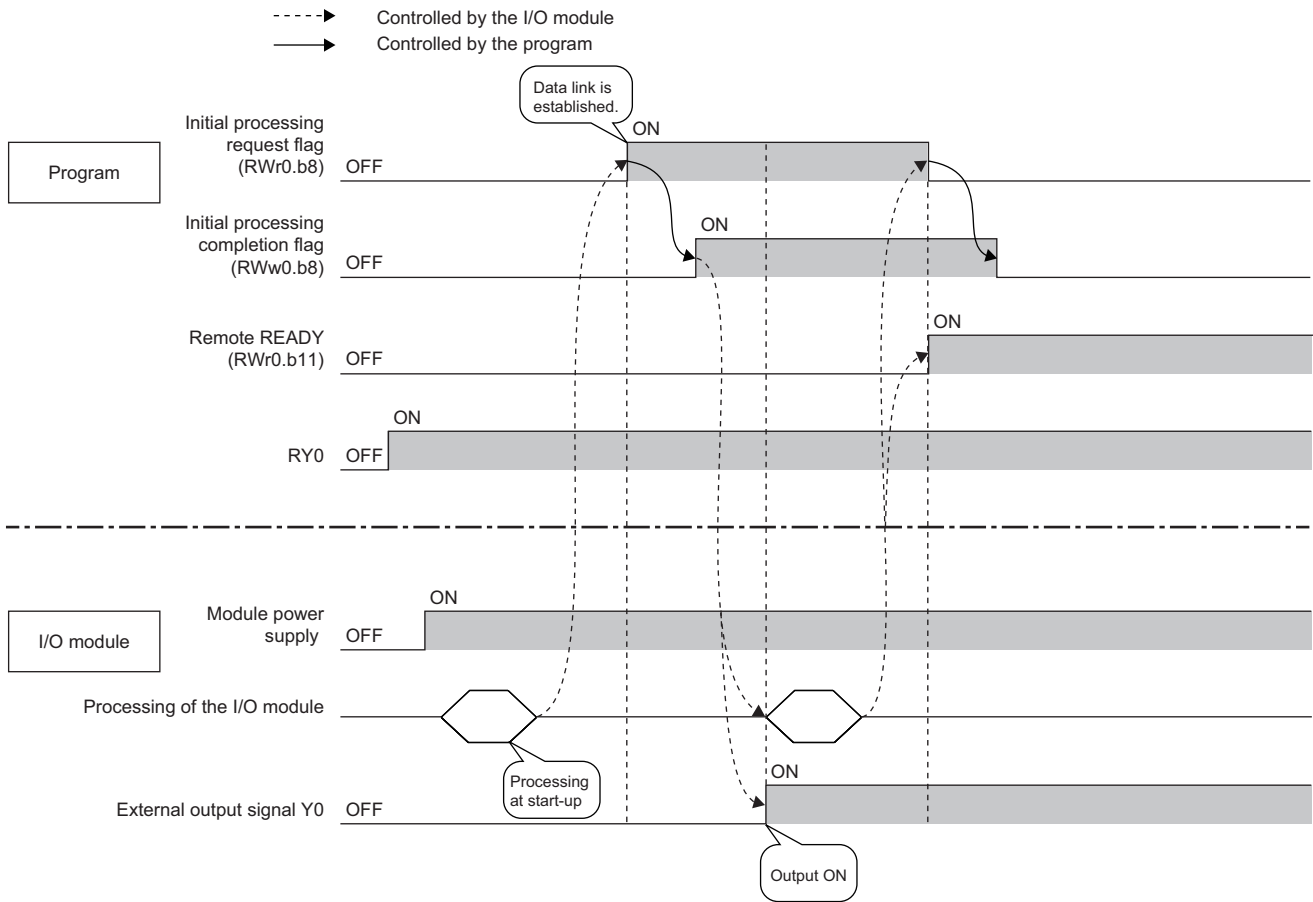 Controlled by the I/O module
Controlled by the program
Data link is
established.
ON
Initial processing
request flag
(RWr0.b8)
OFF
Program
ON
Initial processing
completion flag
(RWw0.b8)
OFF
ON
Remote READY
(RWr0.b11)
OFF
ON
RY0
OFF
ON
Module power
supply
OFF
I/O module
Processing of the I/O module
Processing
at start-up
ON
External output signal Y0
OFF
Output ON